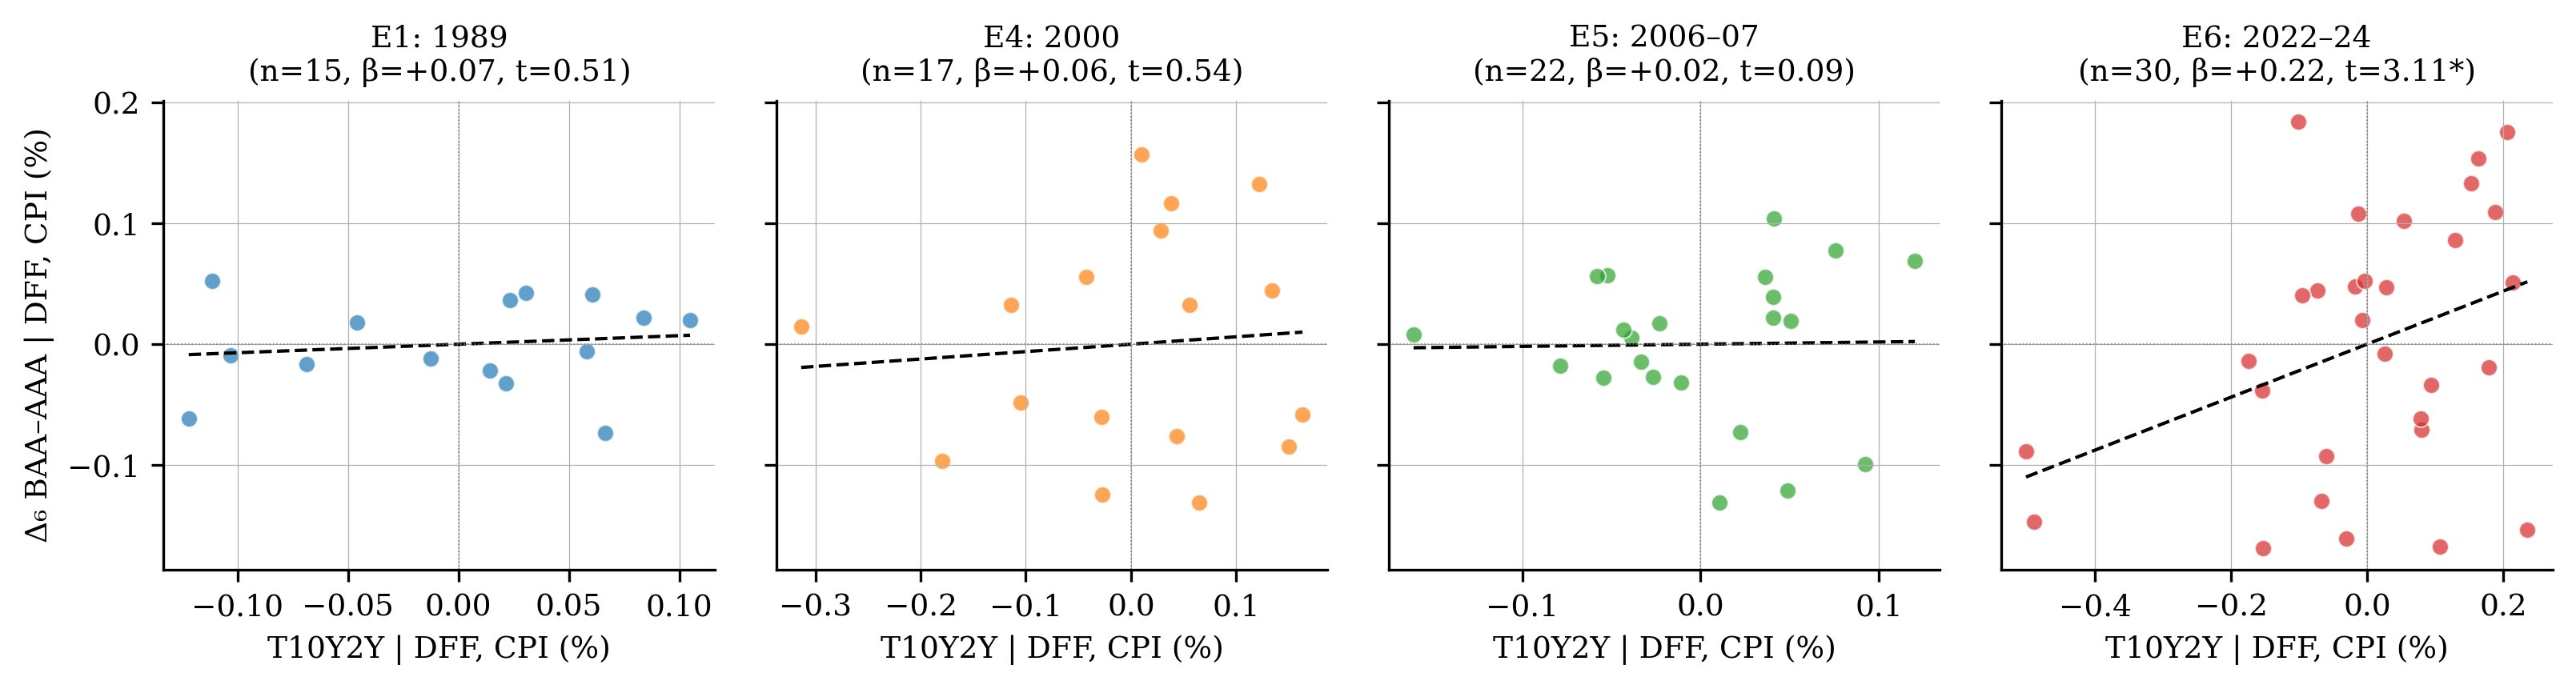 E1: 1989
(n=15, β=+0.07, t=0.51)
E4: 2000
(n=17, β=+0.06, t=0.54)
E5: 2006–07
(n=22, β=+0.02, t=0.09)
E6: 2022–24
(n=30, β=+0.22, t=3.11*)
Δ₆ BAA–AAA | DFF, CPI (%)
0.2
0.1
0.0
−0.1
−0.10 −0.05 0.00 0.05 0.10
−0.3 −0.2 −0.1 0.0 0.1
−0.1 0.0 0.1
−0.4 −0.2 0.0 0.2
T10Y2Y | DFF, CPI (%)
T10Y2Y | DFF, CPI (%)
T10Y2Y | DFF, CPI (%)
T10Y2Y | DFF, CPI (%)